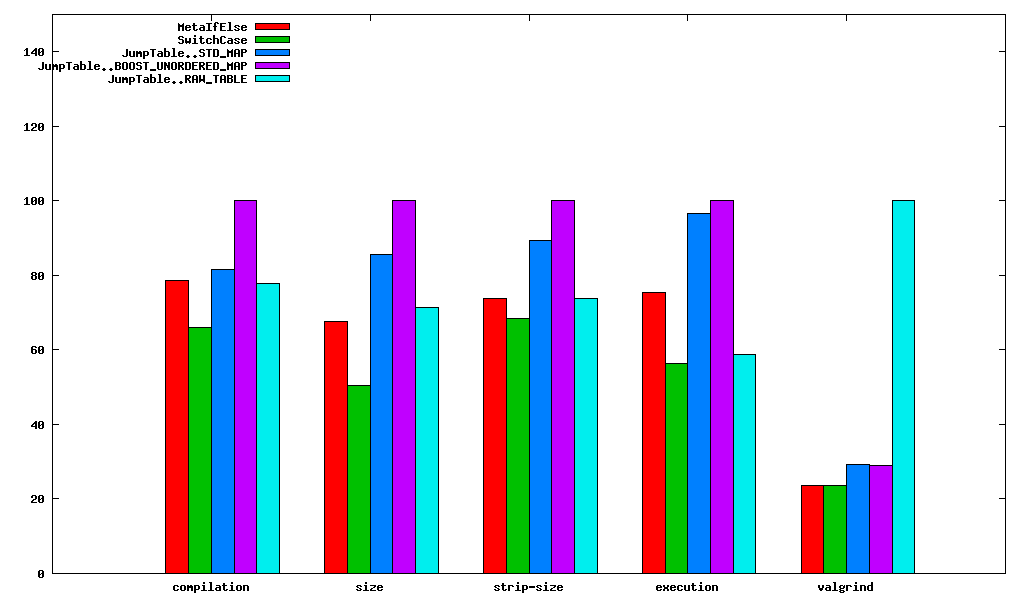 MetaIfElse
SwitchCase
JumpTable..STD_MAP
JumpTable..BOOST_UNORDERED_MAP
JumpTable..RAW_TABLE
140
120
100
80
60
40
20
0
compilation size strip-size execution valgrind